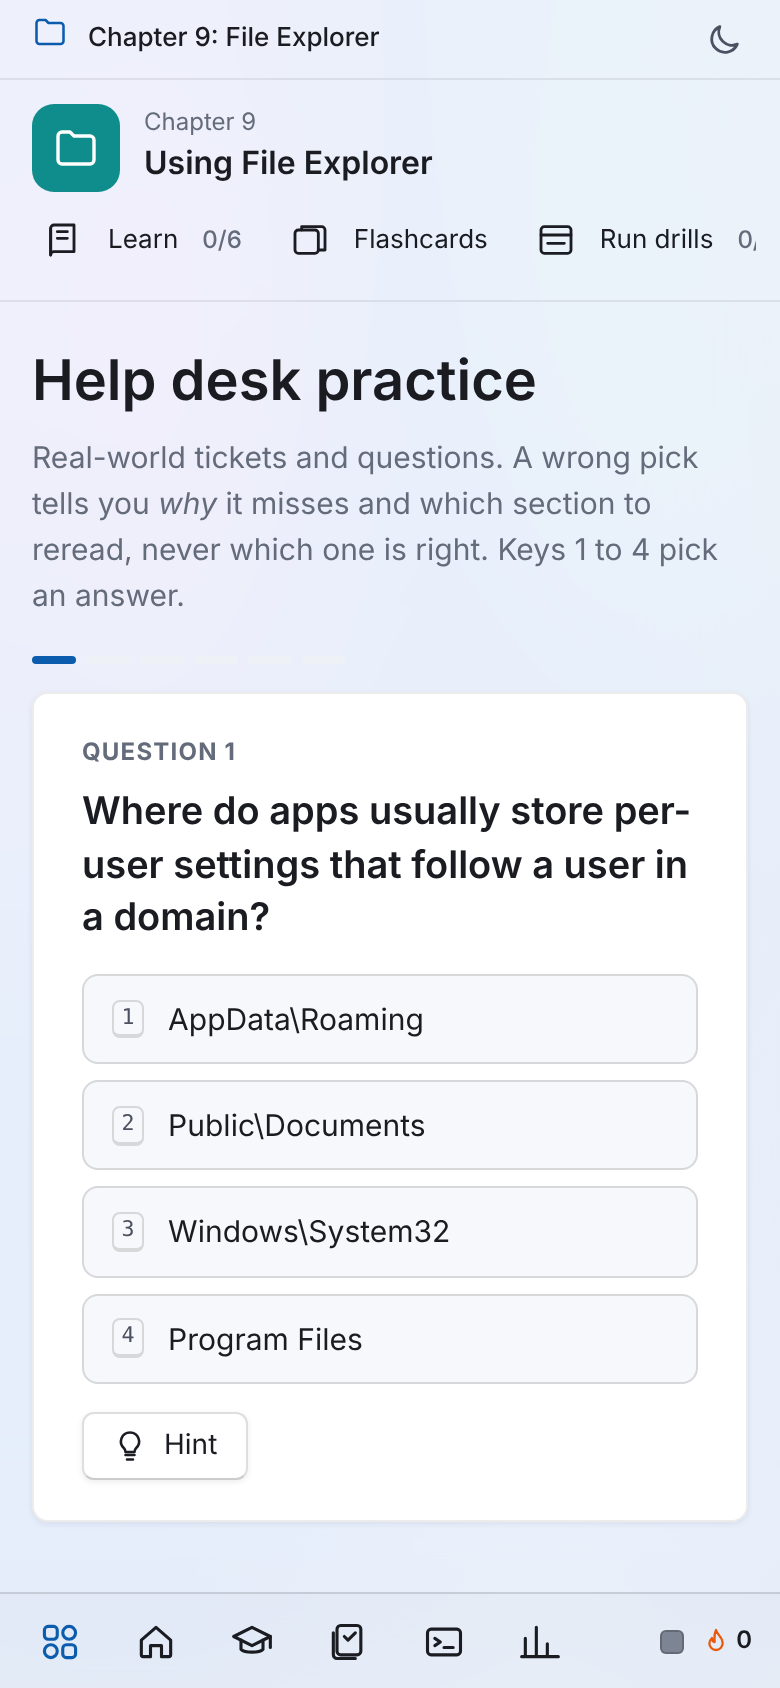 Chapter 9: File Explorer
Chapter 9
Using File Explorer
Learn 0/6 Flashcards Run drills 0/
Help desk practice
Real-world tickets and questions. A wrong pick
tells you why it misses and which section to
reread, never which one is right. Keys 1 to 4 pick
an answer.
QUESTION 1
Where do apps usually store per-
user settings that follow a user in
a domain?
1 AppData\Roaming
2 Public\Documents
3 Windows\System32
4 Program Files
Hint
0